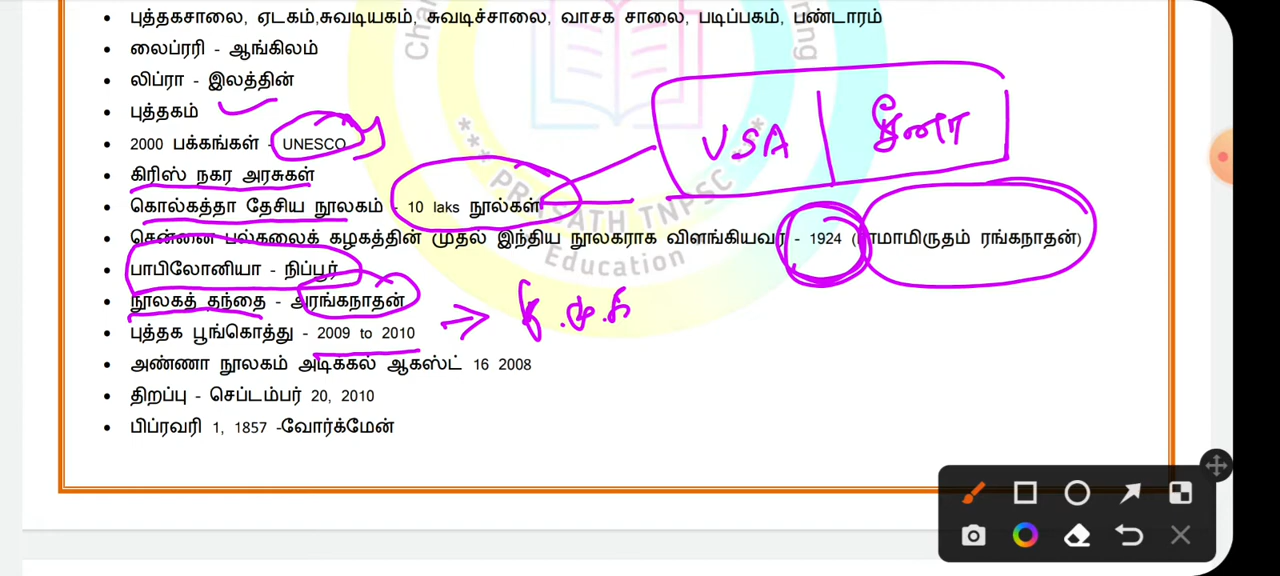 புத்தகசாலை, ஏடகம்,சுவடியகம், சுவடிச்சாலை, வாசக சாலை, படிப்பகம், பண்டாரம்
லைப்ரரி - ஆங்கிலம்
லிப்ரா - இலத்தின்
புத்தகம்
2000 பக்கங்கள் - UNESCO
USA
சீனா
கிரிஸ் நகர அரசுகள்
கொல்கத்தா தேசிய நூலகம் - 10 laks நூல்கள்
PRASATH TNPSC
சென்னை பல்கலைக் கழகத்தின் முதல் இந்திய நூலகராக விளங்கியவர் - 1924 (ராமாமிருதம் ரங்கநாதன்)
Education
பாபிலோனியா - நிப்பூர்
நூலகத் தந்தை - அரங்கநாதன்
தி.மு.க
புத்தக பூங்கொத்து - 2009 to 2010
அண்ணா நூலகம் அடிக்கல் ஆகஸ்ட் 16 2008
திறப்பு - செப்டம்பர் 20, 2010
பிப்ரவரி 1, 1857 -வோர்க்மேன்